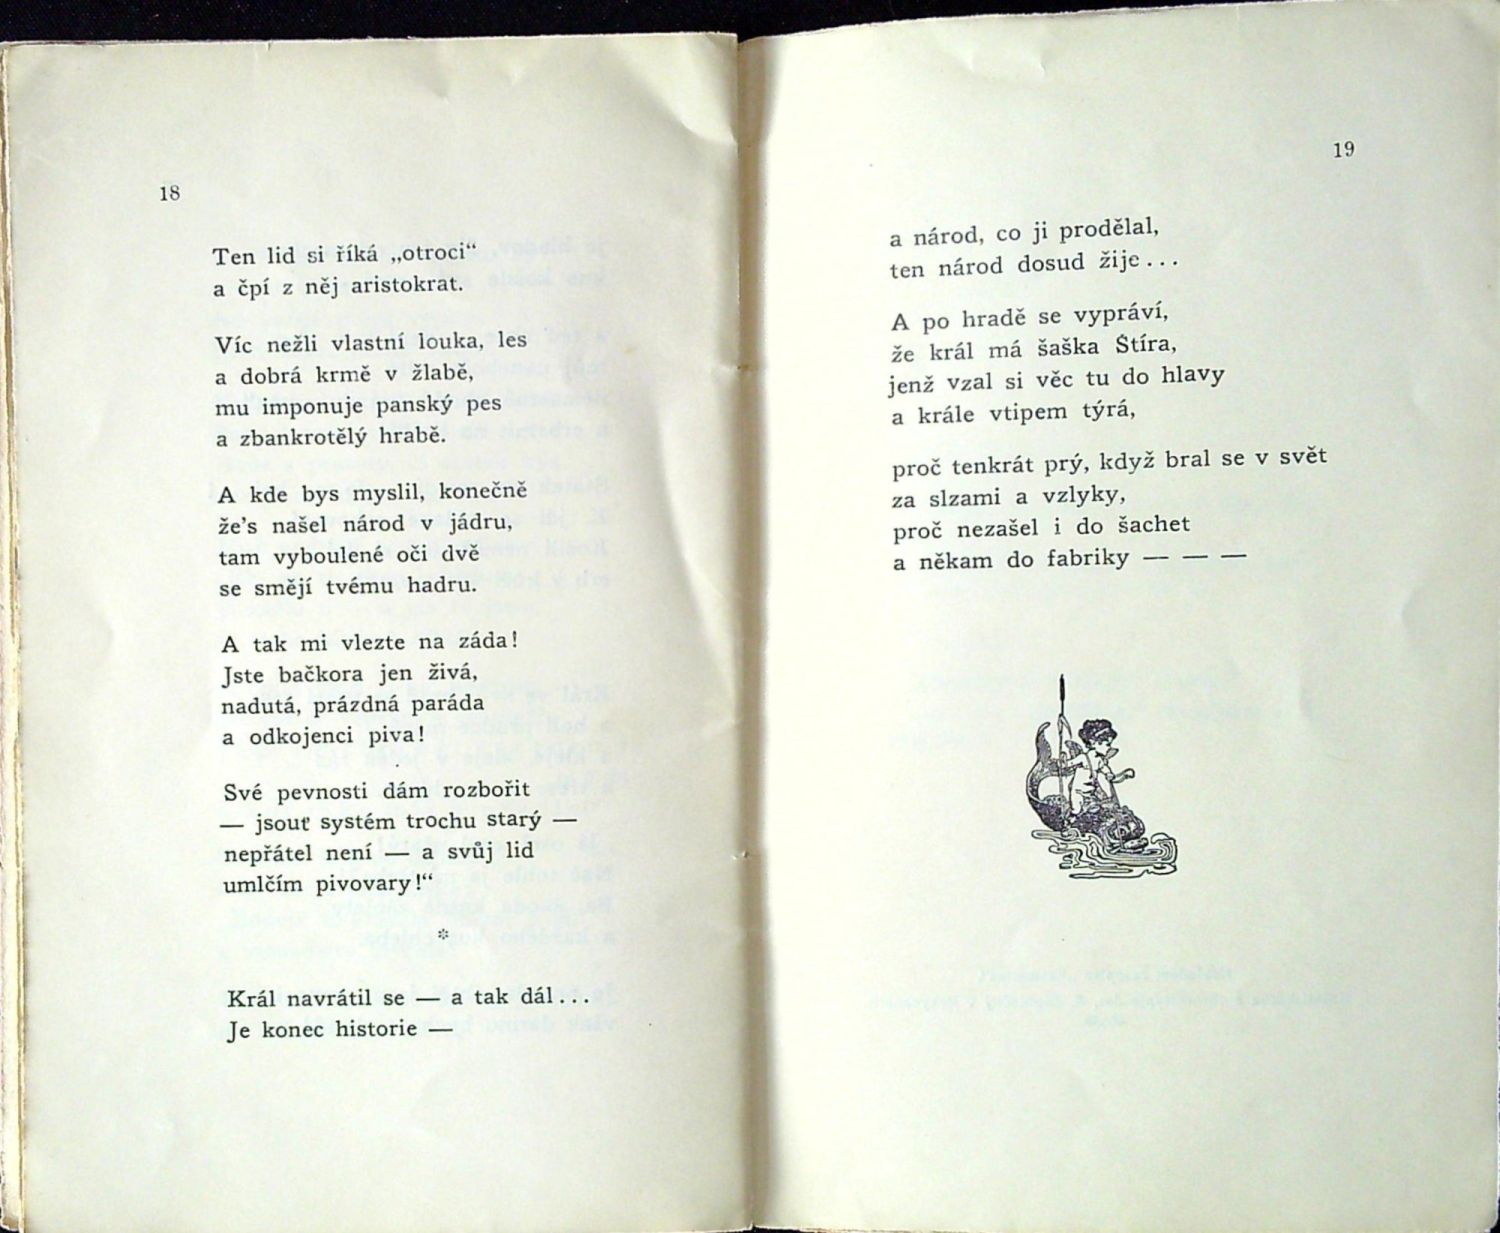 18
Ten lid si říká „otroci“
a čpí z něj aristokrat.
Víc nežli vlastní louka, les
a dobrá krmě v žlabě,
mu imponuje panský pes
a zbankrotělý hrabě.
A kde bys myslil, konečně
že’s našel národ v jádru,
tam vyboulené oči dvě
se smějí tvému hadru.
A tak mi vlezte na záda!
Jste bačkora jen živá,
nadutá, prázdná paráda
a odkojenci piva!
Své pevnosti dám rozbořit
— jsouť systém trochu starý —
nepřátel není — a svůj lid
umlčím pivovary!“
*
Král navrátil se — a tak dál...
Je konec historie —
19
a národ, co ji prodělal,
ten národ dosud žije...
A po hradě se vypráví,
že král má šaška Štíra,
jenž vzal si věc tu do hlavy
a krále vtipem týrá,
proč tenkrát prý, když bral se v svět
za slzami a vzlyky,
proč nezašel i do šachet
a někam do fabriky — — —